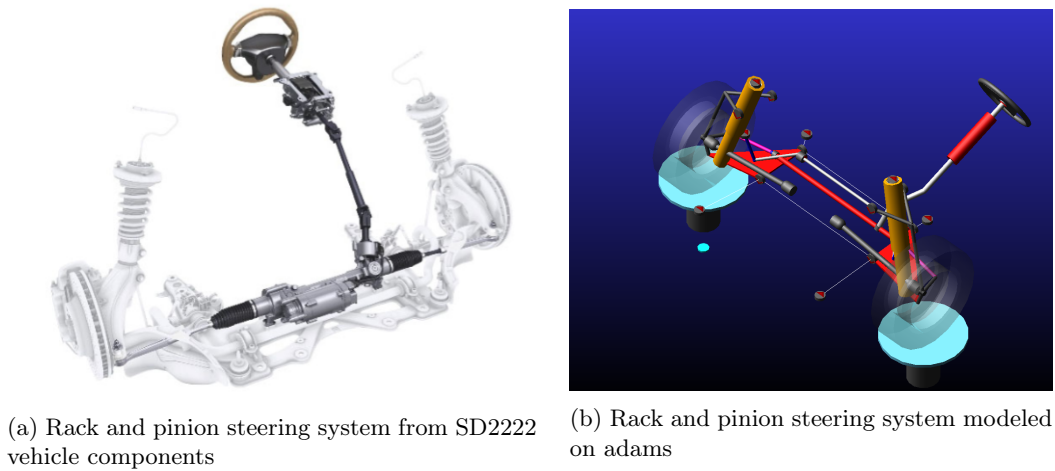 (a) Rack and pinion steering system from SD2222
vehicle components
(b) Rack and pinion steering system modeled
on adams